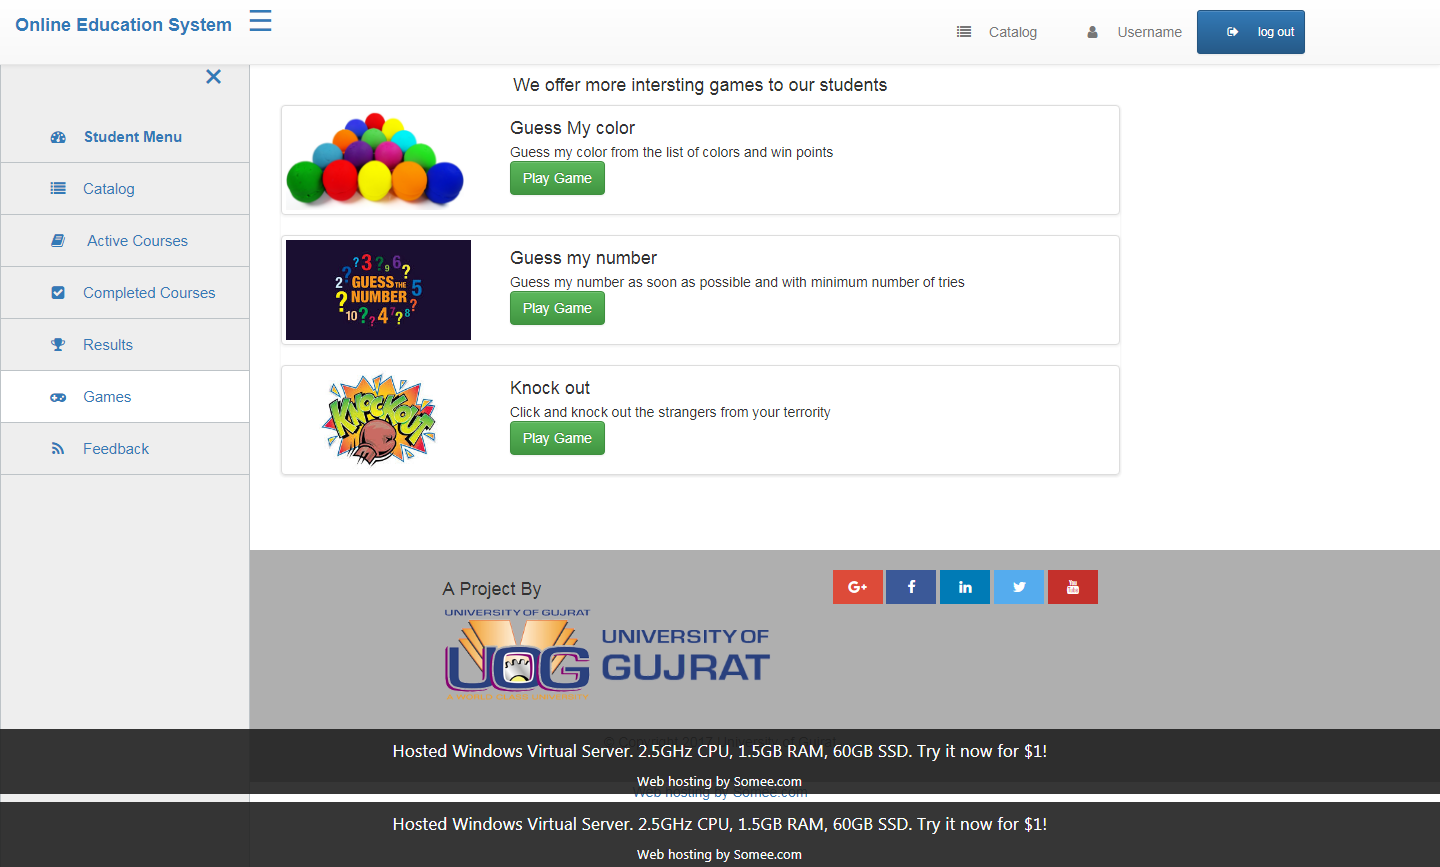 Online Education System
Catalog
Username
log out
Student Menu
Catalog
Active Courses
Completed Courses
Results
Games
Feedback
We offer more intersting games to our students
Guess My color
Guess my color from the list of colors and win points
Play Game
? 3 ? 9 6 ?
2 ? GUESS THE 5
? NUMBER ?
10 ? ? 4 ? ? 8
Guess my number
Guess my number as soon as possible and with minimum number of tries
Play Game
KNOCKOUT
Knock out
Click and knock out the strangers from your terrority
Play Game
A Project By
UNIVERSITY OF GUJRAT
UOG
UNIVERSITY OF
GUJRAT
G+
f
in
You Tube
Hosted Windows Virtual Server. 2.5GHz CPU, 1.5GB RAM, 60GB SSD. Try it now for $1!
Web hosting by Somee.com
Web hosting by Somee.com
Hosted Windows Virtual Server. 2.5GHz CPU, 1.5GB RAM, 60GB SSD. Try it now for $1!
Web hosting by Somee.com